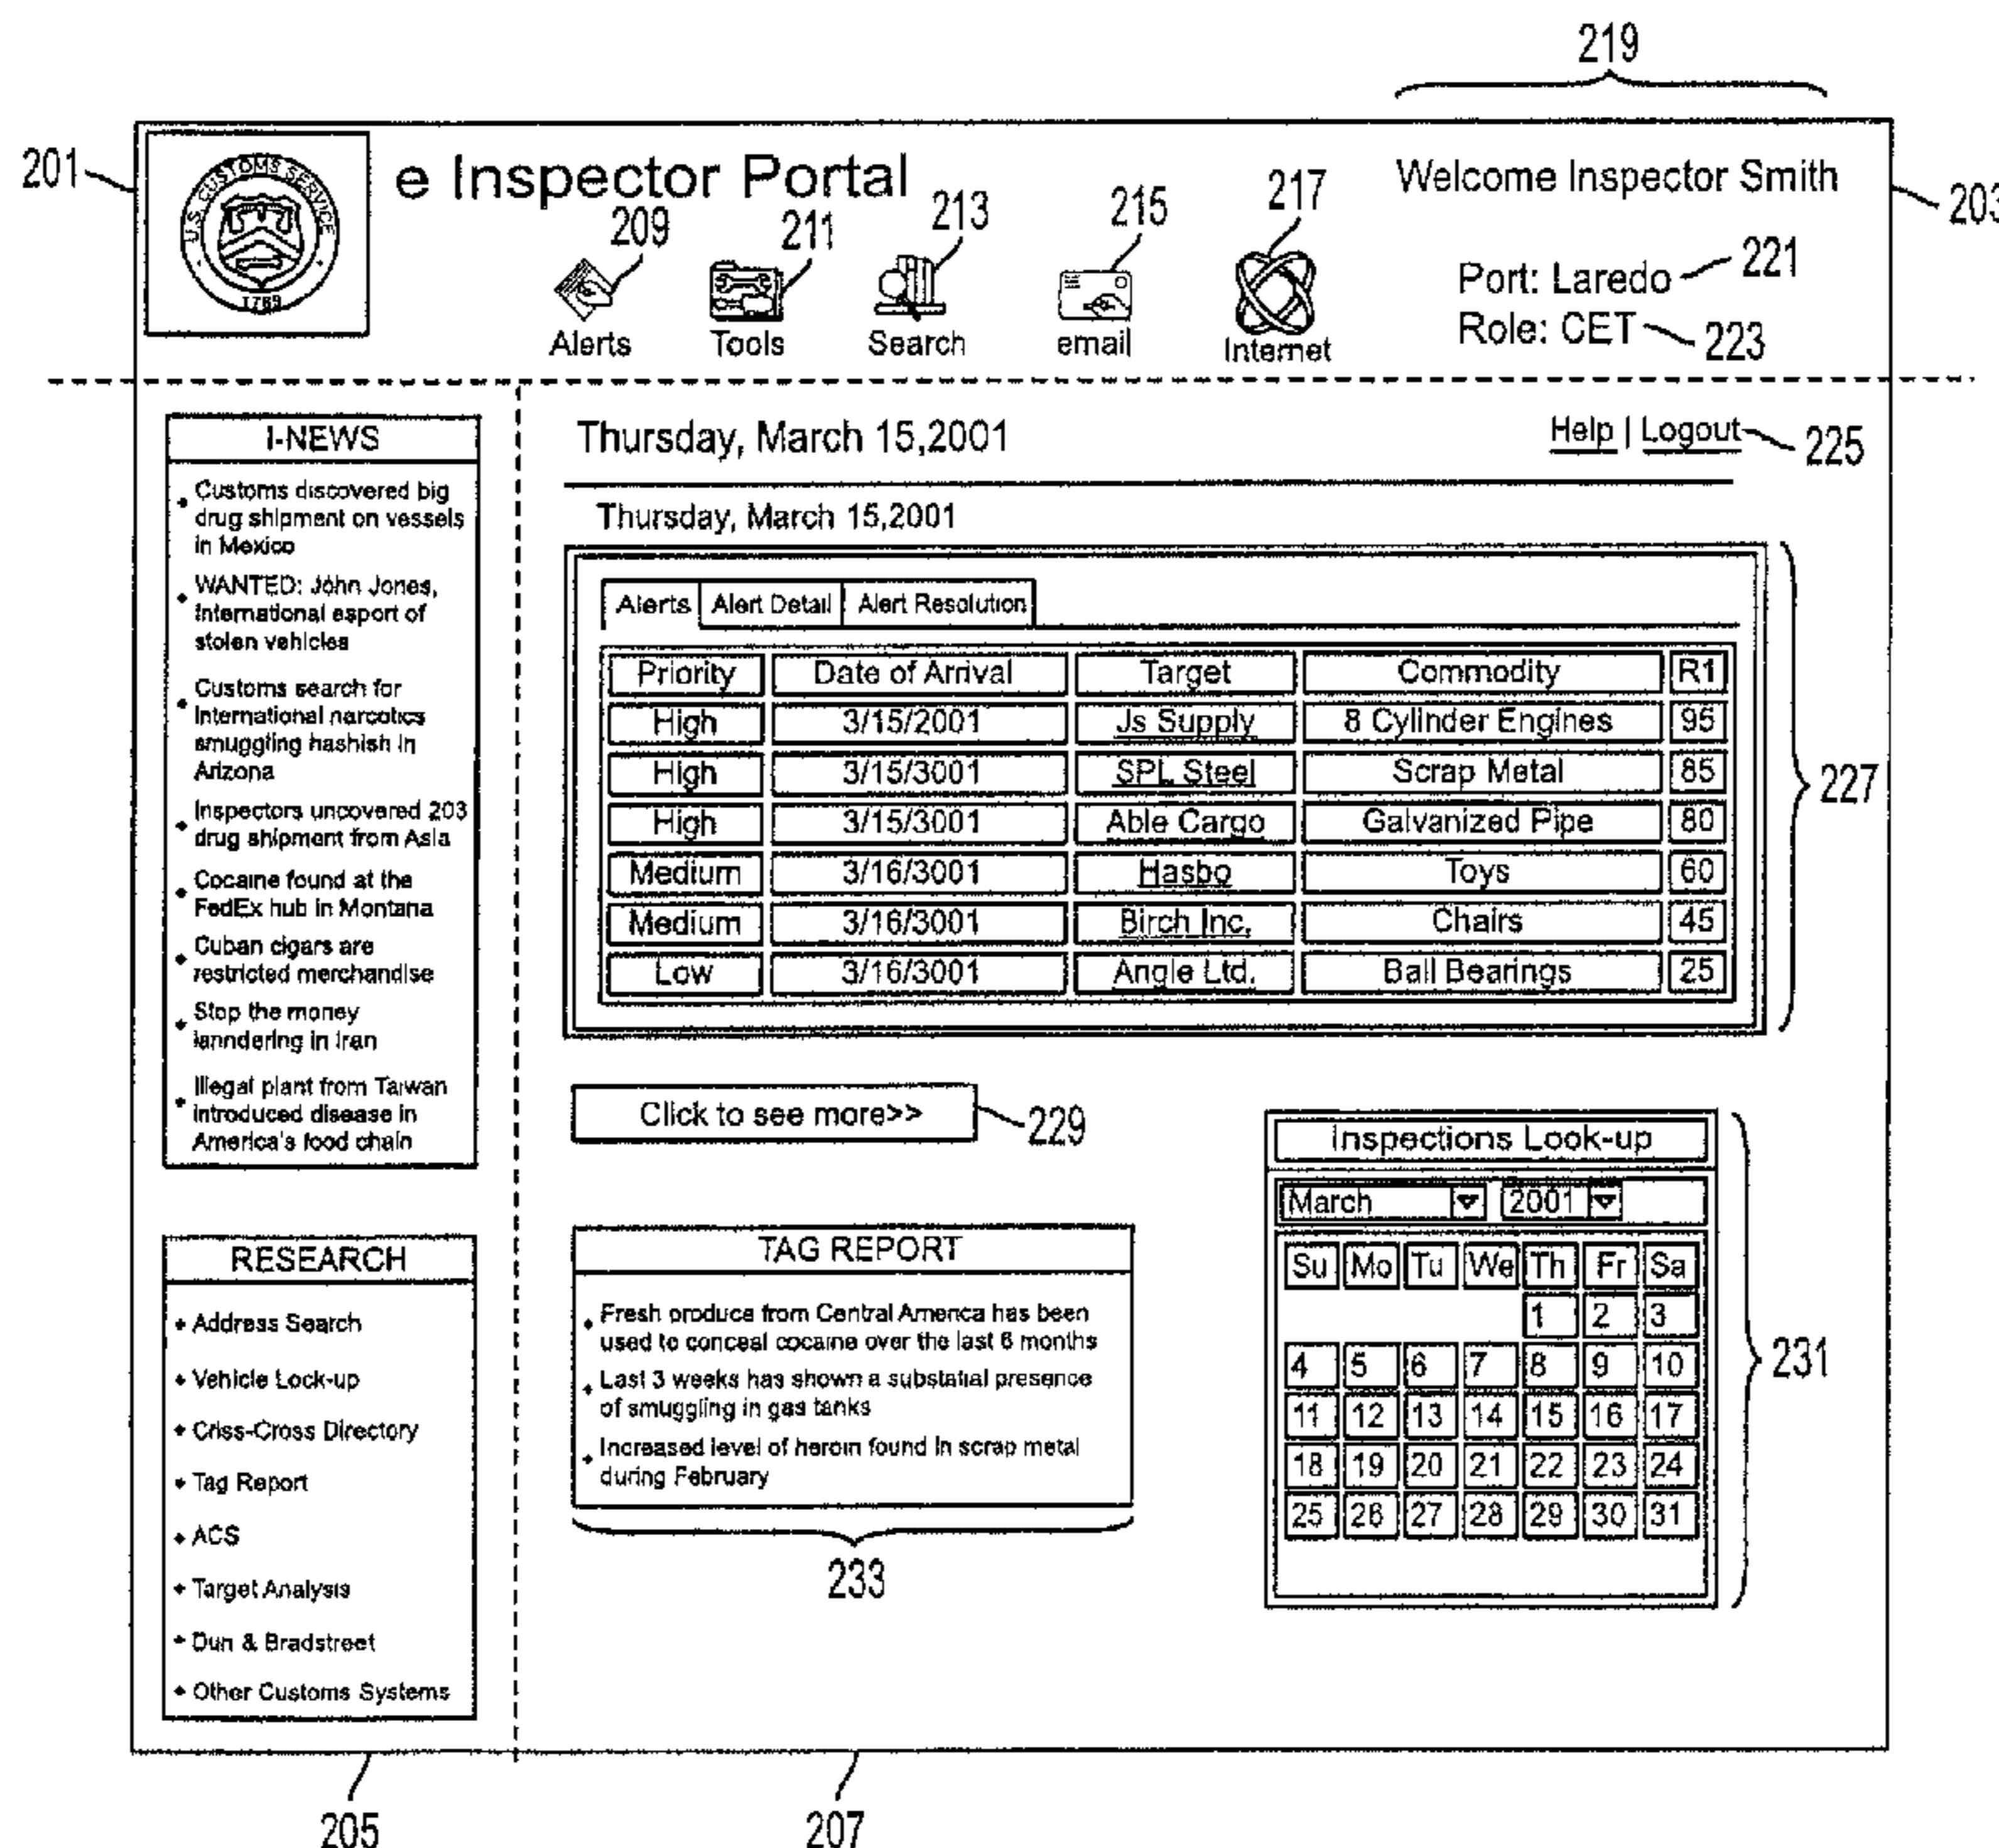 219
201
U.S. CUSTOMS SERVICE
1789
e Inspector Portal
Welcome Inspector Smith
203
209
211
213
215
217
Alerts
Tools
Search
email
Internet
Port: Laredo
221
Role: CET
223
I-NEWS
Customs discovered big
drug shipment on vessels
in Mexico
WANTED: John Jones,
International esport of
stolen vehicles
Customs search for
International narcotics
smuggling hashish in
Arizona
Inspectors uncovered 203
drug shipment from Asia
Cocaine found at the
FedEx hub in Montana
Cuban cigars are
restricted merchandise
Stop the money
lanndering in Iran
Illegal plant from Taiwan
introduced disease in
America's food chain
RESEARCH
Address Search
Vehicle Lock-up
Criss-Cross Directory
Tag Report
ACS
Target Analysis
Dun & Bradstreet
Other Customs Systems
205
Thursday, March 15,2001
Help | Logout
225
Thursday, March 15,2001
Alerts Alert Detail Alert Resolution
Priority Date of Arrival Target Commodity R1
High 3/15/2001 Js Supply 8 Cylinder Engines 95
High 3/15/3001 SPL Steel Scrap Metal 85
High 3/15/3001 Able Cargo Galvanized Pipe 80
Medium 3/16/3001 Hasbo Toys 60
Medium 3/16/3001 Birch Inc. Chairs 45
Low 3/16/3001 Angle Ltd. Ball Bearings 25
227
Click to see more>>
229
TAG REPORT
Fresh produce from Central America has been
used to conceal cocaine over the last 6 months
Last 3 weeks has shown a substatial presence
of smuggling in gas tanks
Increased level of heroin found in scrap metal
during February
233
Inspections Look-up
March 2001
Su Mo Tu We Th Fr Sa
1 2 3
4 5 6 7 8 9 10
11 12 13 14 15 16 17
18 19 20 21 22 23 24
25 26 27 28 29 30 31
231
207